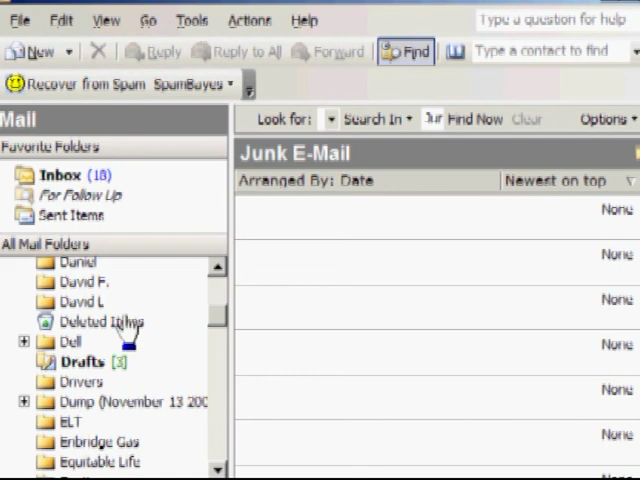 File Edit View Go Tools Actions Help Type a question for help
New Reply Reply to All Forward Find Type a contact to find
Recover from Spam SpamBayes
Mail Look for: Search In Jur Find Now Clear Options
Favorite Folders Junk E-Mail
Inbox (18) Arranged By: Date Newest on top
For Follow Up
Sent Items
None
All Mail Folders
None
Daniel
David F.
David L
None
Deleted Items
Dell
None
Drafts [3]
Drivers
None
Dump (November 13 200
ELT
Enbridge Gas
None
Equitable Life